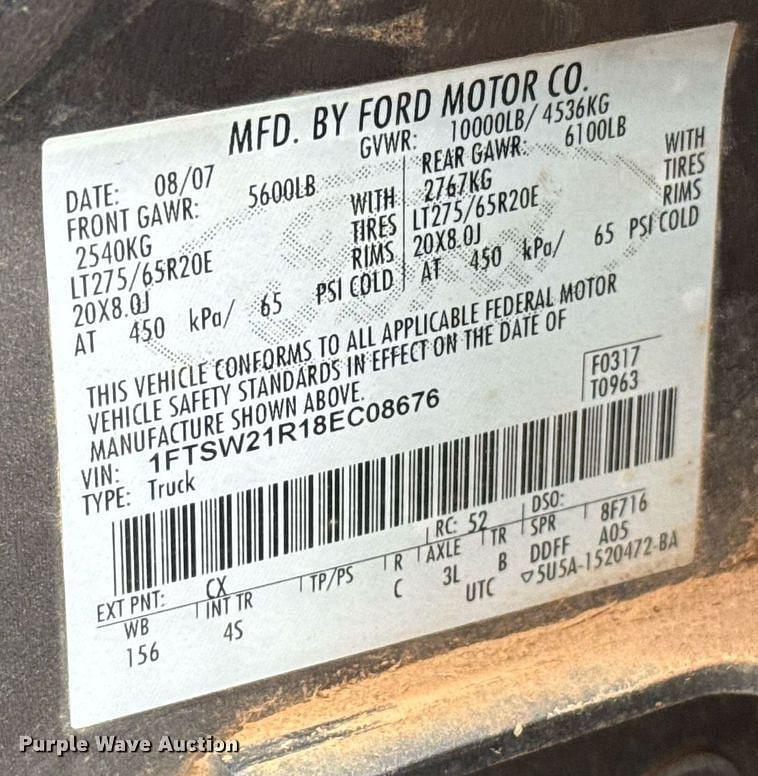 MFD. BY FORD MOTOR CO.
DATE: 08/07 GVWR: 10000LB/ 4536KG
FRONT GAWR: 5600LB REAR GAWR: 6100LB
2540KG WITH 2767KG WITH
LT275/65R20E TIRES LT275/65R20E TIRES
20X8.0J RIMS 20X8.0J RIMS
AT 450 kPa/ 65 PSI COLD AT 450 kPa/ 65 PSI COLD
THIS VEHICLE CONFORMS TO ALL APPLICABLE FEDERAL MOTOR
VEHICLE SAFETY STANDARDS IN EFFECT ON THE DATE OF
MANUFACTURE SHOWN ABOVE.
F0317
T0963
VIN: 1FTSW21R18EC08676
TYPE: Truck
EXT PNT: CX RC: 52 DSO: 8F716
WB INT TR TP/PS R AXLE TR SPR A05
156 4S C 3L B DDFF
UTC ▽5U5A-1520472-BA
Purple Wave Auction